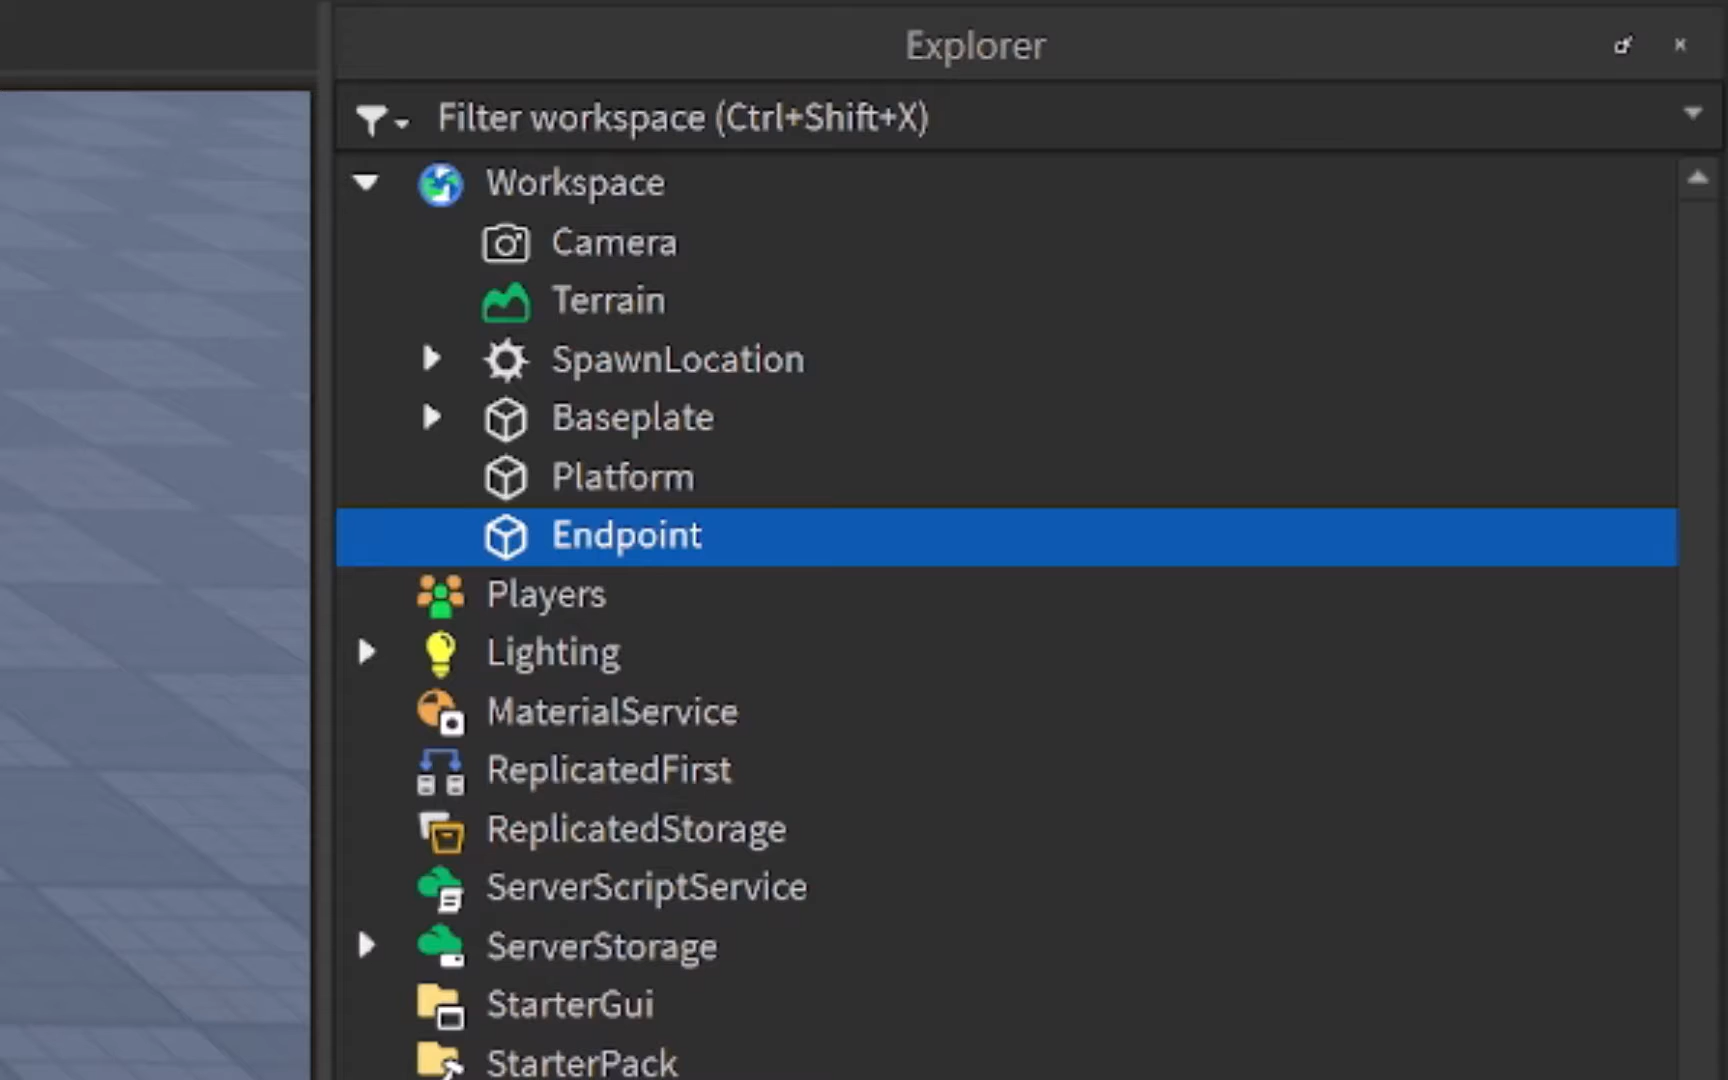 Explorer
Filter workspace (Ctrl+Shift+X)
Workspace
Camera
Terrain
SpawnLocation
Baseplate
Platform
Endpoint
Players
Lighting
MaterialService
ReplicatedFirst
ReplicatedStorage
ServerScriptService
ServerStorage
StarterGui
StarterPack